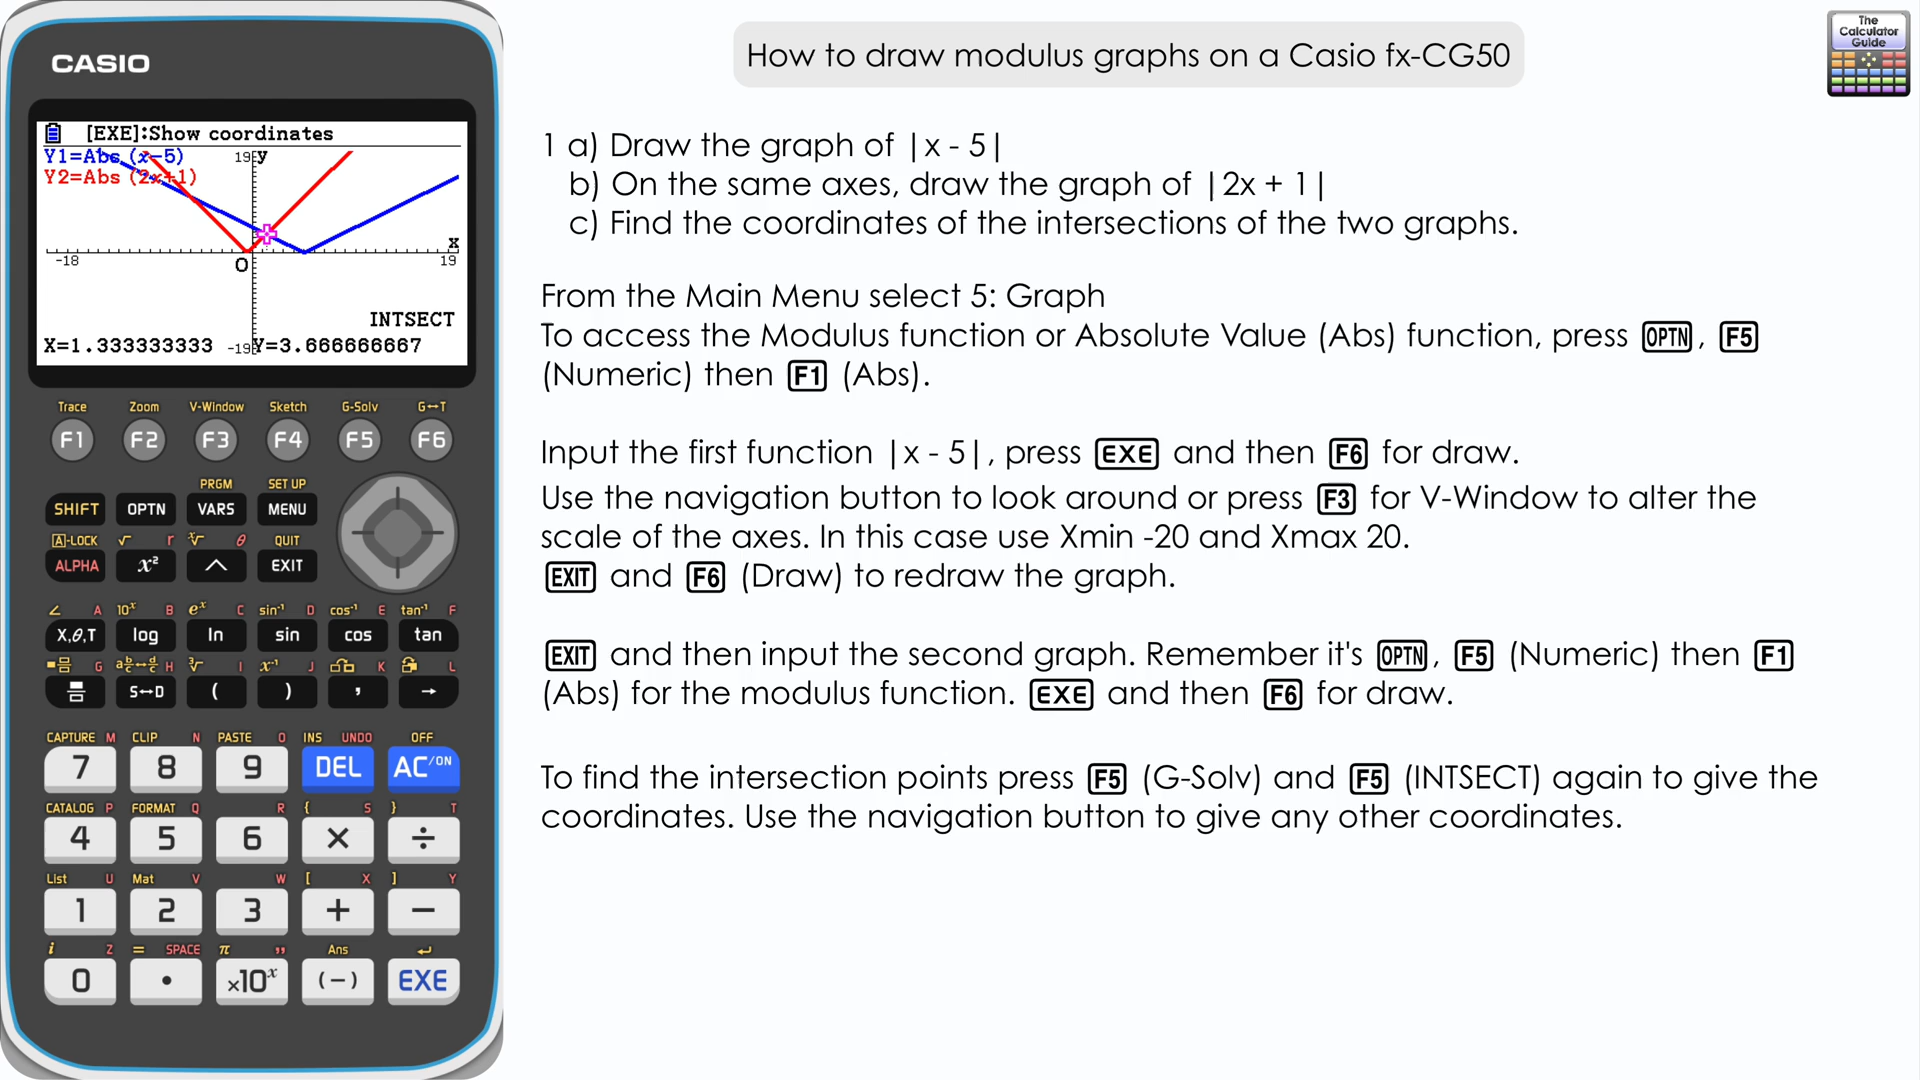 How to draw modulus graphs on a Casio fx-CG50
The
Calculator
Guide
CASIO
[EXE]:Show coordinates
Y1=Abs (x-5)
Y2=Abs (2x+1)
19 y
x
-18 O 19
INTSECT
X=1.333333333 -19 Y=3.666666667
Trace Zoom V-Window Sketch G-Solv G↔T
F1 F2 F3 F4 F5 F6
PRGM SET UP
SHIFT OPTN VARS MENU
A-LOCK √ r ˣ√ θ QUIT
ALPHA x² ^ EXIT
∠ A 10ˣ B eˣ C sin⁻¹ D cos⁻¹ E tan⁻¹ F
X,θ,T log ln sin cos tan
G a b/c↔d/c H ³√ I x⁻¹ J K L
S↔D ( ) , →
CAPTURE M CLIP N PASTE O INS UNDO OFF
7 8 9 DEL AC/ON
CATALOG P FORMAT Q R { S } T
4 5 6 × ÷
List U Mat V W [ X ] Y
1 2 3 + −
i Z = SPACE π " Ans ↵
0 • ×10ˣ (−) EXE
1 a) Draw the graph of |x - 5|
b) On the same axes, draw the graph of |2x + 1|
c) Find the coordinates of the intersections of the two graphs.
From the Main Menu select 5: Graph
To access the Modulus function or Absolute Value (Abs) function, press OPTN, F5
(Numeric) then F1 (Abs).
Input the first function |x - 5|, press EXE and then F6 for draw.
Use the navigation button to look around or press F3 for V-Window to alter the
scale of the axes. In this case use Xmin -20 and Xmax 20.
EXIT and F6 (Draw) to redraw the graph.
EXIT and then input the second graph. Remember it's OPTN, F5 (Numeric) then F1
(Abs) for the modulus function. EXE and then F6 for draw.
To find the intersection points press F5 (G-Solv) and F5 (INTSECT) again to give the
coordinates. Use the navigation button to give any other coordinates.